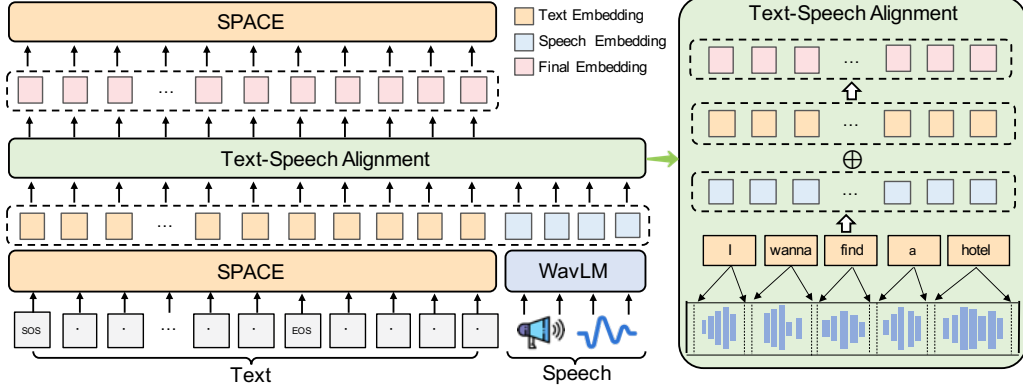 SPACE
Text Embedding
Speech Embedding
Final Embedding
...
Text-Speech Alignment
...
SPACE
WavLM
SOS
·
·
...
·
·
EOS
·
·
·
·
Text
Speech
Text-Speech Alignment
...
...
⊕
...
I
wanna
find
a
hotel